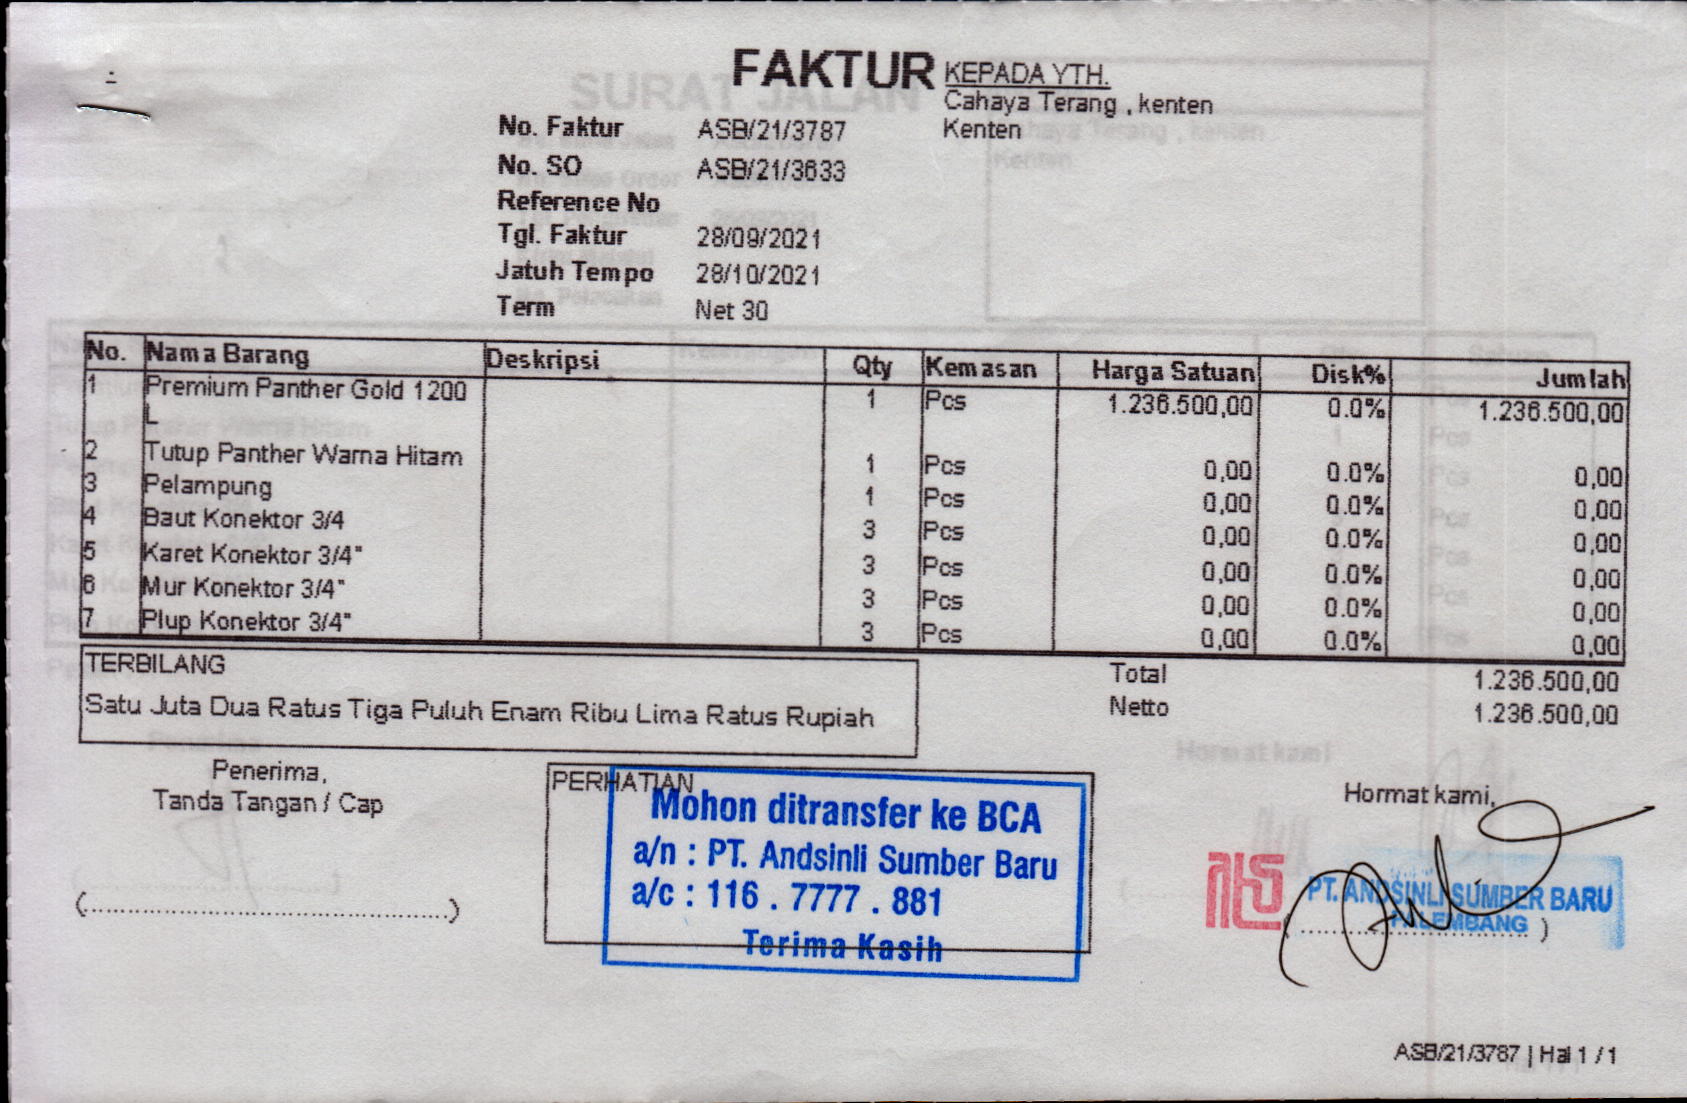 FAKTUR
KEPADA YTH.
Cahaya Terang , kenten
Kenten
No. Faktur ASB/21/3787
No. SO ASB/21/3633
Reference No
Tgl. Faktur 28/09/2021
Jatuh Tempo 28/10/2021
Term Net 30
No. Nama Barang Deskripsi Qty Kemasan Harga Satuan Disk% Jumlah
1 Premium Panther Gold 1200 1 Pcs 1.236.500,00 0.0% 1.236.500,00
L
2 Tutup Panther Warna Hitam 1 Pcs 0,00 0.0% 0,00
3 Pelampung 1 Pcs 0,00 0.0% 0,00
4 Baut Konektor 3/4 3 Pcs 0,00 0.0% 0,00
5 Karet Konektor 3/4" 3 Pcs 0,00 0.0% 0,00
6 Mur Konektor 3/4" 3 Pcs 0,00 0.0% 0,00
7 Plup Konektor 3/4" 3 Pcs 0,00 0.0% 0,00
TERBILANG
Satu Juta Dua Ratus Tiga Puluh Enam Ribu Lima Ratus Rupiah
Total 1.236.500,00
Netto 1.236.500,00
Penerima,
Tanda Tangan / Cap
(..................................................)
PERHATIAN
Mohon ditransfer ke BCA
a/n : PT. Andsinli Sumber Baru
a/c : 116 . 7777 . 881
Terima Kasih
Hormat kami,
PT. ANDSINLI SUMBER BARU
PALEMBANG
(................................)
ASB/21/3787 | Hal 1 / 1